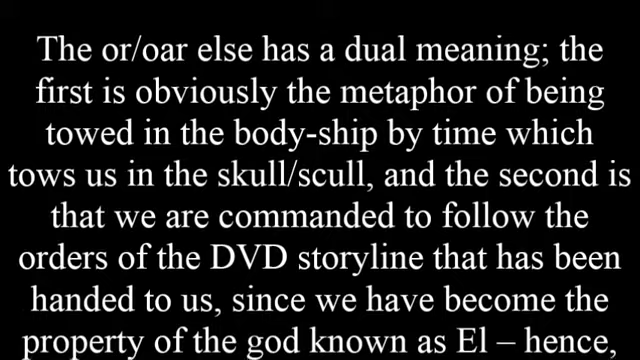 The or/oar else has a dual meaning; the
first is obviously the metaphor of being
towed in the body-ship by time which
tows us in the skull/scull, and the second is
that we are commanded to follow the
orders of the DVD storyline that has been
handed to us, since we have become the
property of the god known as El – hence,